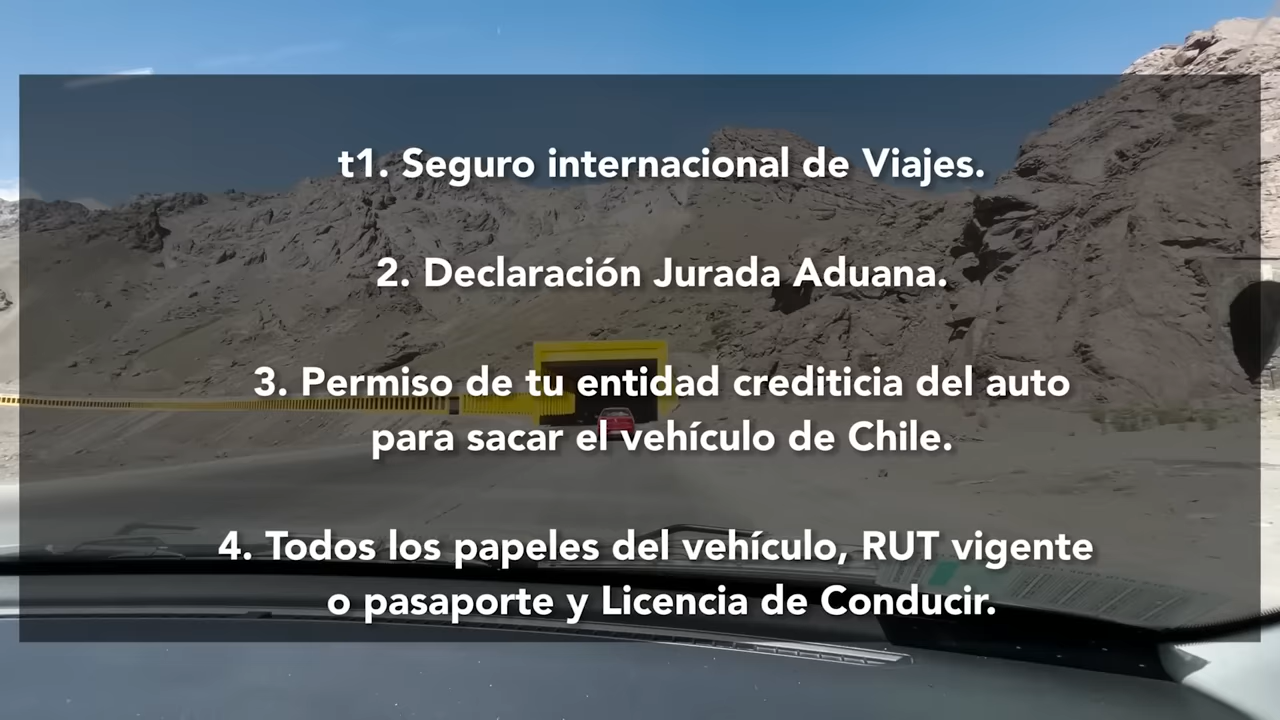 t1. Seguro internacional de Viajes.
2. Declaración Jurada Aduana.
3. Permiso de tu entidad crediticia del auto
para sacar el vehículo de Chile.
4. Todos los papeles del vehículo, RUT vigente
o pasaporte y Licencia de Conducir.